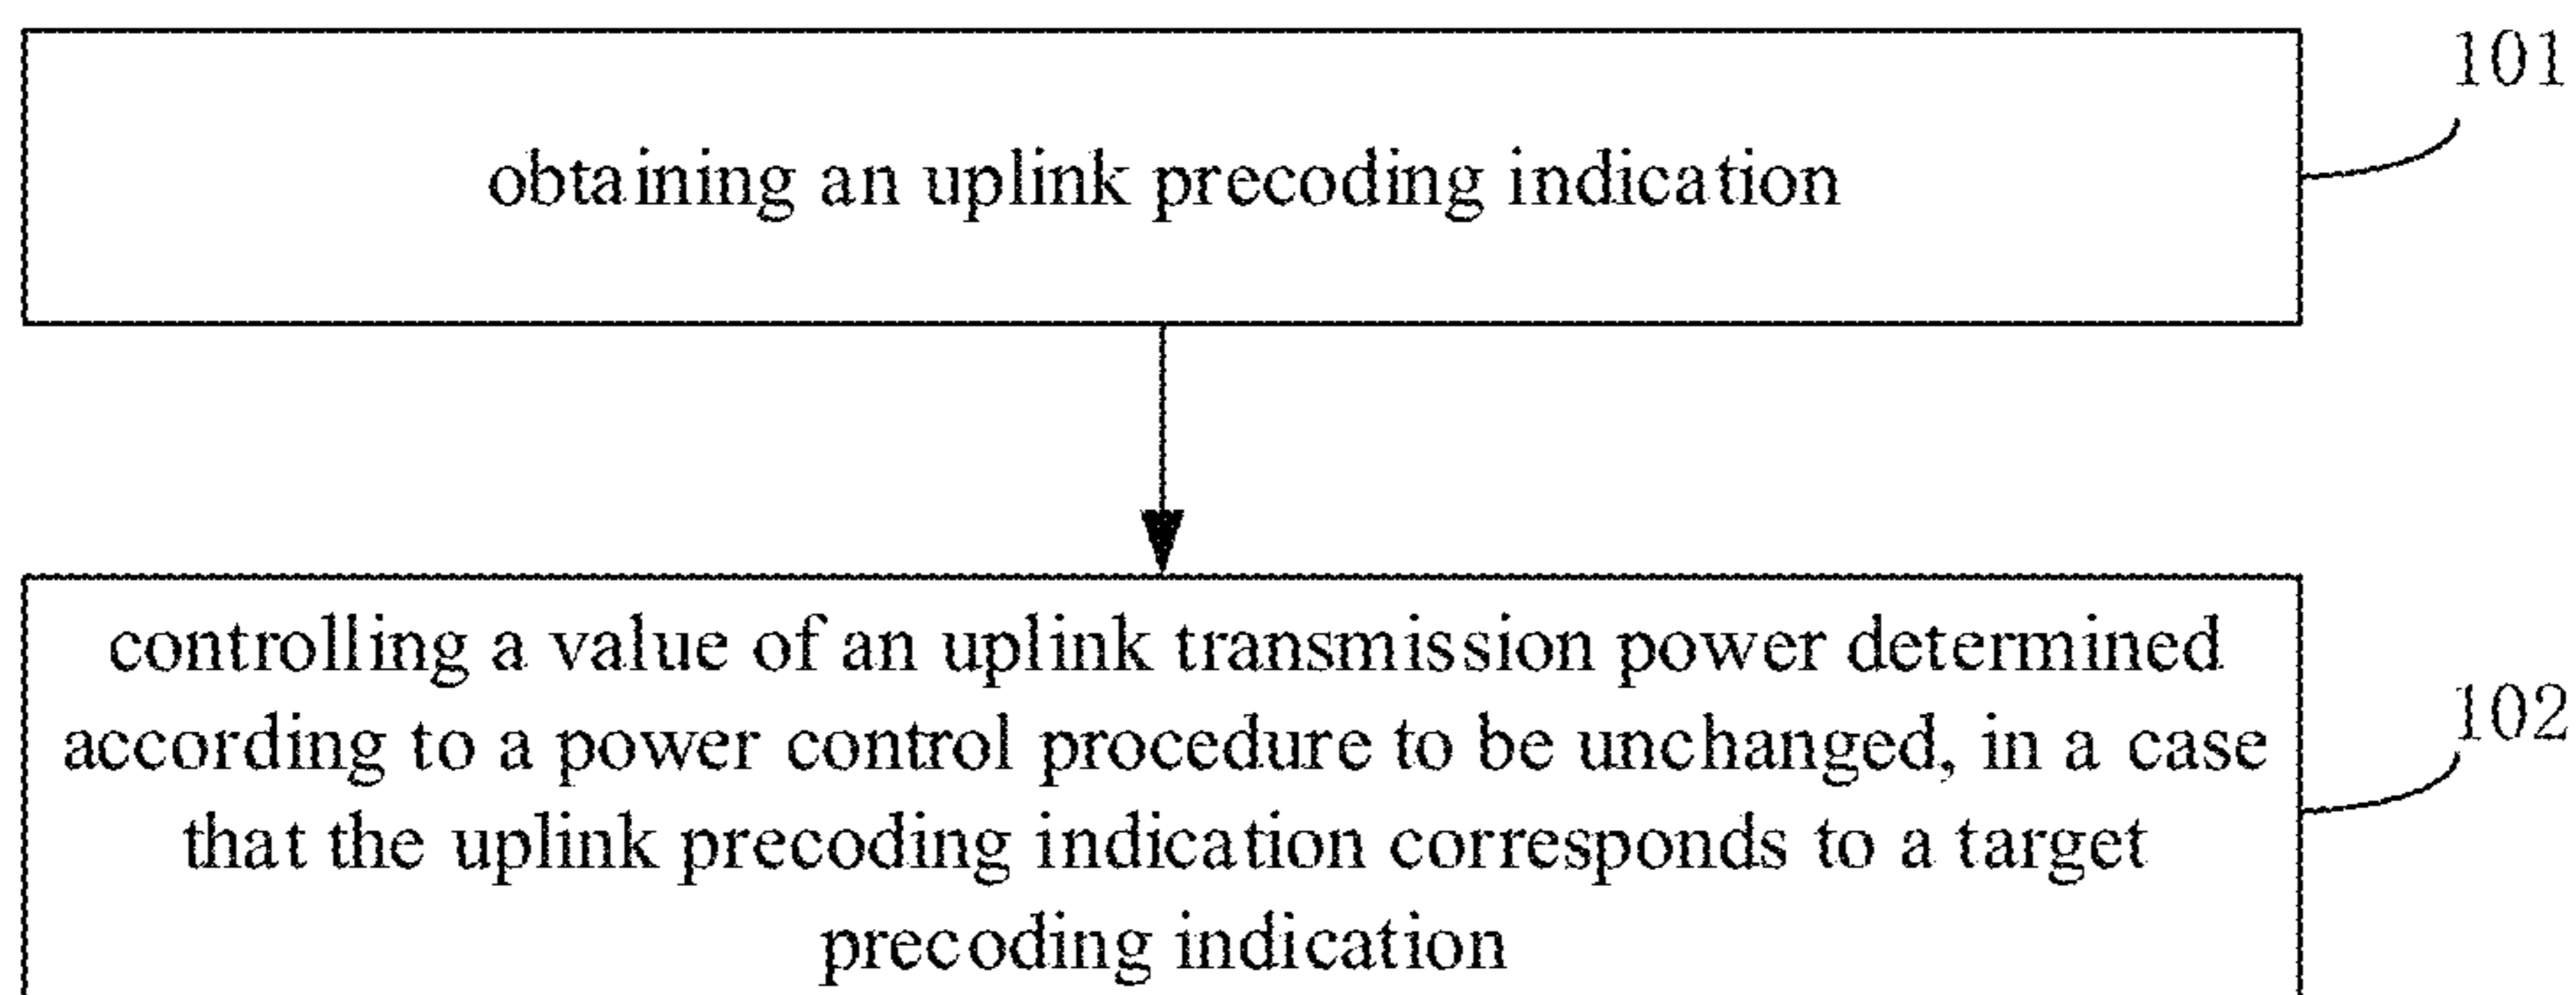 101
obtaining an uplink precoding indication
controlling a value of an uplink transmission power determined
according to a power control procedure to be unchanged, in a case
that the uplink precoding indication corresponds to a target
precoding indication
102